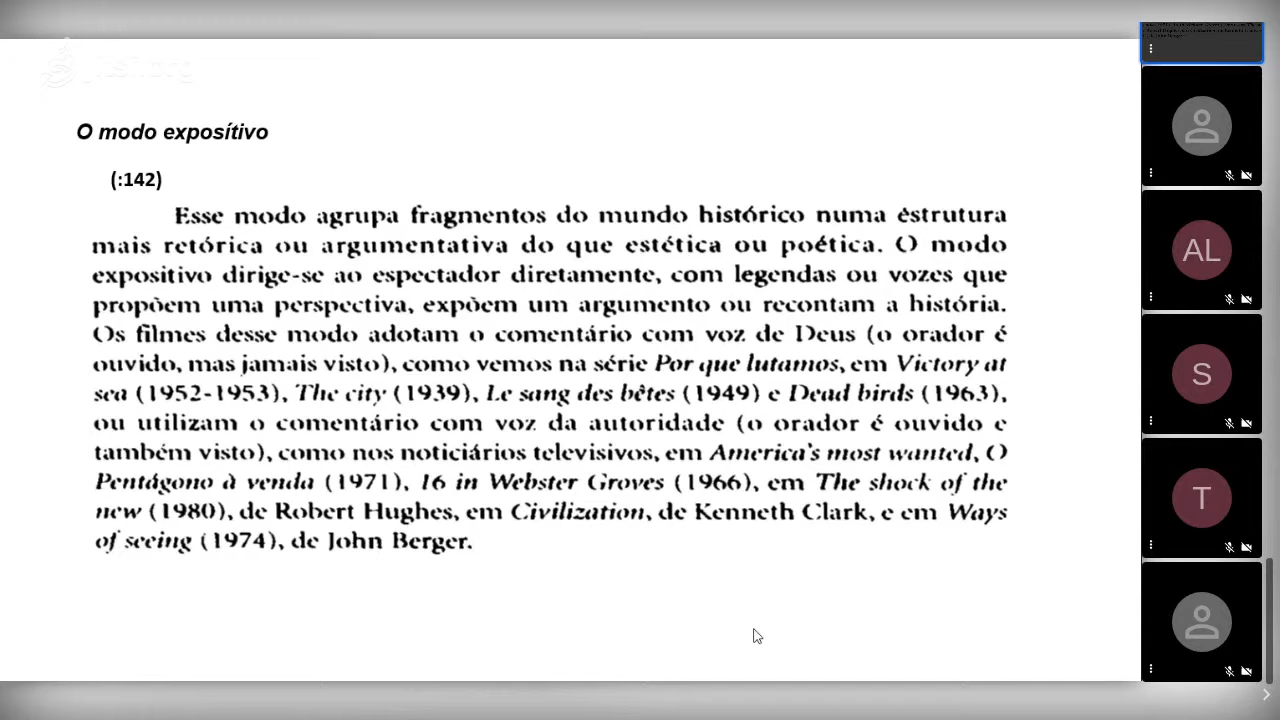 O modo expositívo
(:142)
Esse modo agrupa fragmentos do mundo histórico numa estrutura
mais retórica ou argumentativa do que estética ou poética. O modo
expositivo dirige-se ao espectador diretamente, com legendas ou vozes que
propõem uma perspectiva, expõem um argumento ou recontam a história.
Os filmes desse modo adotam o comentário com voz de Deus (o orador é
ouvido, mas jamais visto), como vemos na série Por que lutamos, em Victory at
sea (1952-1953), The city (1939), Le sang des bêtes (1949) e Dead birds (1963),
ou utilizam o comentário com voz da autoridade (o orador é ouvido e
também visto), como nos noticiários televisivos, em America's most wanted, O
Pentágono à venda (1971), 16 in Webster Groves (1966), em The shock of the
new (1980), de Robert Hughes, em Civilization, de Kenneth Clark, e em Ways
of seeing (1974), de John Berger.
AL
S
T